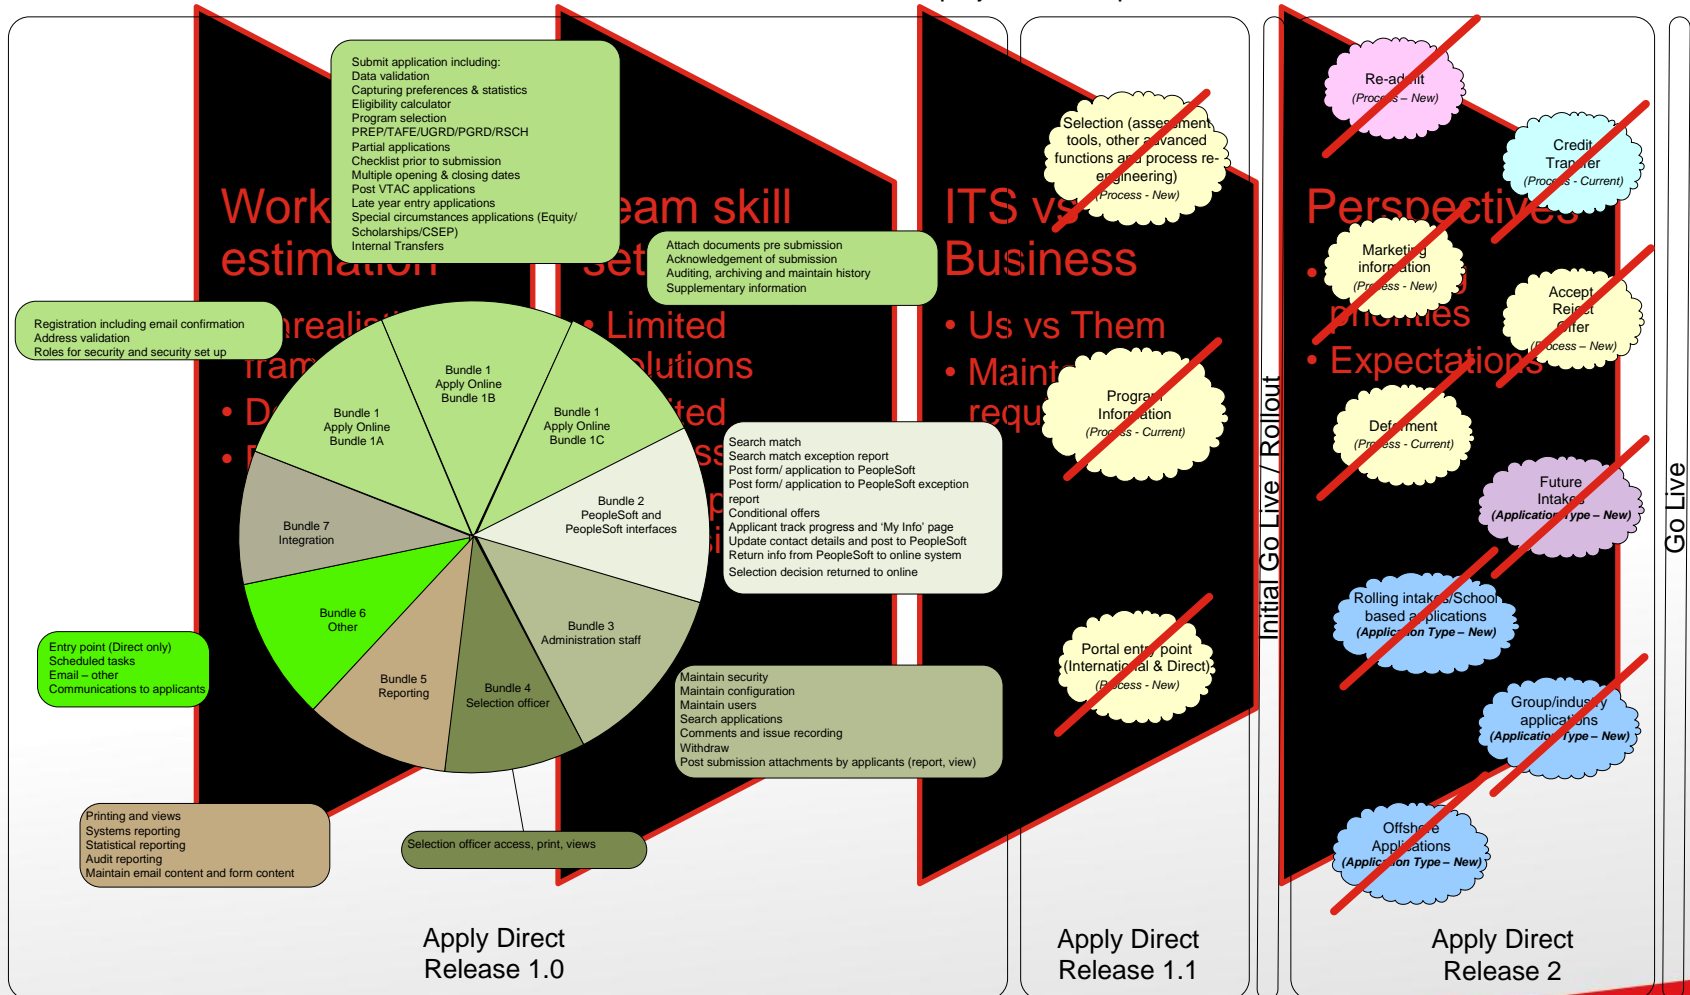 Submit application including:
Data validation
Capturing preferences & statistics
Eligibility calculator
Program selection
PREP/TAFE/UGRD/PGRD/RSCH
Partial applications
Checklist prior to submission
Multiple opening & closing dates
Post VTAC applications
Late year entry applications
Special circumstances applications (Equity/
Scholarships/CSEP)
Internal Transfers
Attach documents pre submission
Acknowledgement of submission
Auditing, archiving and maintain history
Supplementary information
Registration including email confirmation
Address validation
Roles for security and security set up
Work
estimation
skill
set
• Limited
ITS vs
Business
• Us vs Them
• Maint
Perspectives
priorities
• Expectations
Bundle 1
Apply Online
Bundle 1A
Bundle 1
Apply Online
Bundle 1B
Bundle 1
Apply Online
Bundle 1C
Bundle 2
PeopleSoft and
PeopleSoft interfaces
Bundle 3
Administration staff
Bundle 4
Selection officer
Bundle 5
Reporting
Bundle 6
Other
Bundle 7
Integration
Search match
Search match exception report
Post form/ application to PeopleSoft
Post form/ application to PeopleSoft exception
report
Conditional offers
Applicant track progress and ‘My Info’ page
Update contact details and post to PeopleSoft
Return info from PeopleSoft to online system
Selection decision returned to online
Entry point (Direct only)
Scheduled tasks
Email – other
Communications to applicants
Maintain security
Maintain configuration
Maintain users
Search applications
Comments and issue recording
Withdraw
Post submission attachments by applicants (report, view)
Printing and views
Systems reporting
Statistical reporting
Audit reporting
Maintain email content and form content
Selection officer access, print, views
Selection (assessment
tools, other advanced
functions and process re-
engineering)
(Process - New)
Program
Information
(Process - Current)
Portal entry point
(International & Direct)
(Process - New)
Initial Go Live / Rollout
Re-admit
(Process – New)
Credit
Transfer
(Process - Current)
Marketing
information
(Process - New)
Accept
Reject
Offer
(Process – New)
Deferment
(Process - Current)
Future
Intakes
(Application Type – New)
Rolling intakes/School
based applications
(Application Type – New)
Group/industry
applications
(Application Type – New)
Offshore
Applications
(Application Type – New)
Go Live
Apply Direct
Release 1.0
Apply Direct
Release 1.1
Apply Direct
Release 2